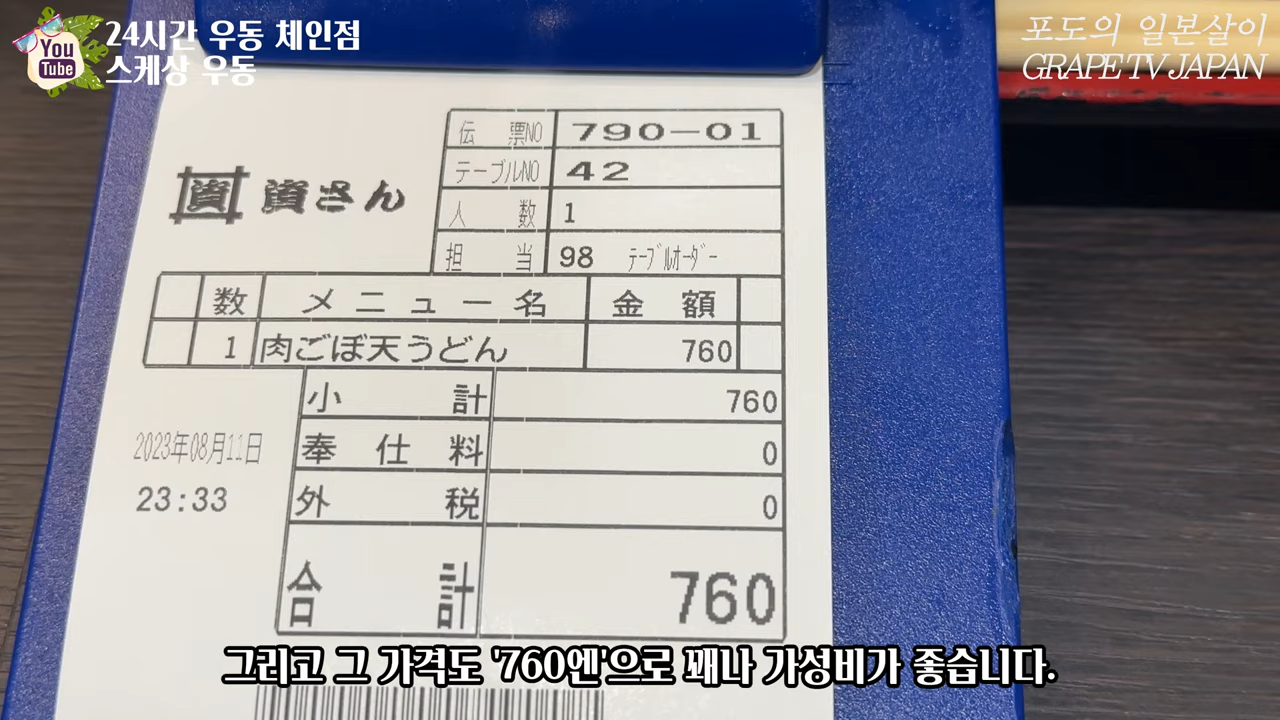 You
Tube
24시간 우동 체인점
스케상 우동
포도의 일본살이
GRAPE TV JAPAN
資 資さん
伝票NO 790-01
テーブルNO 42
人数 1
担当 98 ﾃｰﾌﾞﾙｵｰﾀﾞｰ
数 メニュー名 金額
1 肉ごぼ天うどん 760
小計 760
奉仕料 0
外税 0
合計 760
2023年08月11日
23:33
그리고 그 가격도 '760엔'으로 꽤나 가성비가 좋습니다.